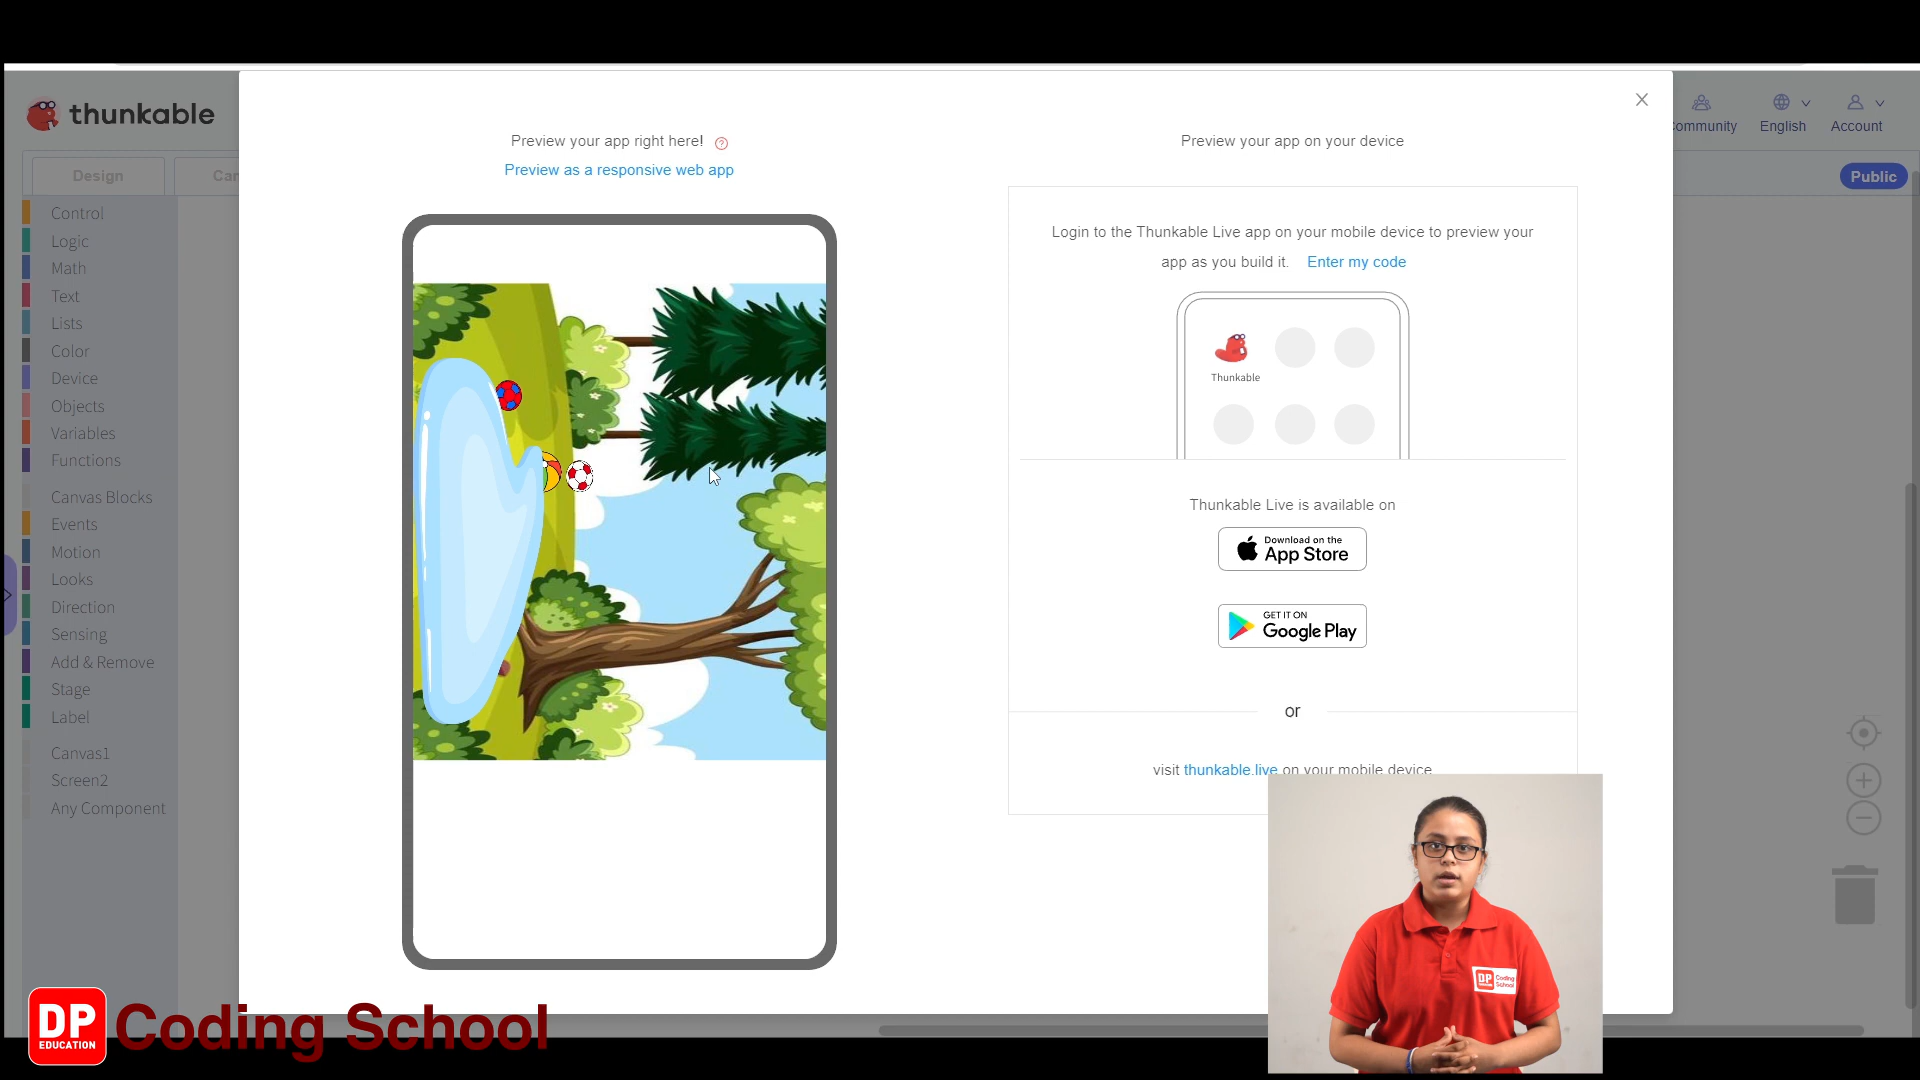 thunkable
ommunity
English
Account
Design
Can
Public
Control
Logic
Math
Text
Lists
Color
Device
Objects
Variables
Functions
Canvas Blocks
Events
Motion
Looks
Direction
Sensing
Add & Remove
Stage
Label
Canvas1
Screen2
Any Component
Preview your app right here!
Preview as a responsive web app
Preview your app on your device
Login to the Thunkable Live app on your mobile device to preview your
app as you build it. Enter my code
Thunkable
Thunkable Live is available on
Download on the
App Store
GET IT ON
Google Play
or
visit thunkable.live on your mobile device
DP
EDUCATION
Coding School
DP
Coding
School